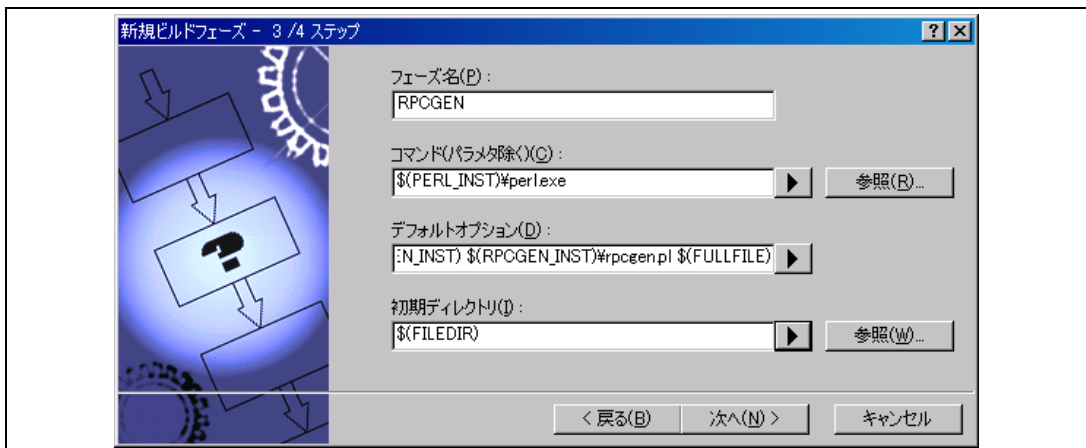 新規ビルドフェーズ - 3 /4 ステップ
フェーズ名(P) :
RPCGEN
コマンド(パラメタ除く)(C) :
$(PERL_INST)¥perl.exe
参照(R)...
デフォルトオプション(D) :
EN_INST) $(RPCGEN_INST)¥rpcgen.pl $(FULLFILE)
初期ディレクトリ(I) :
$(FILEDIR)
参照(W)...
< 戻る(B) 次へ(N) > キャンセル